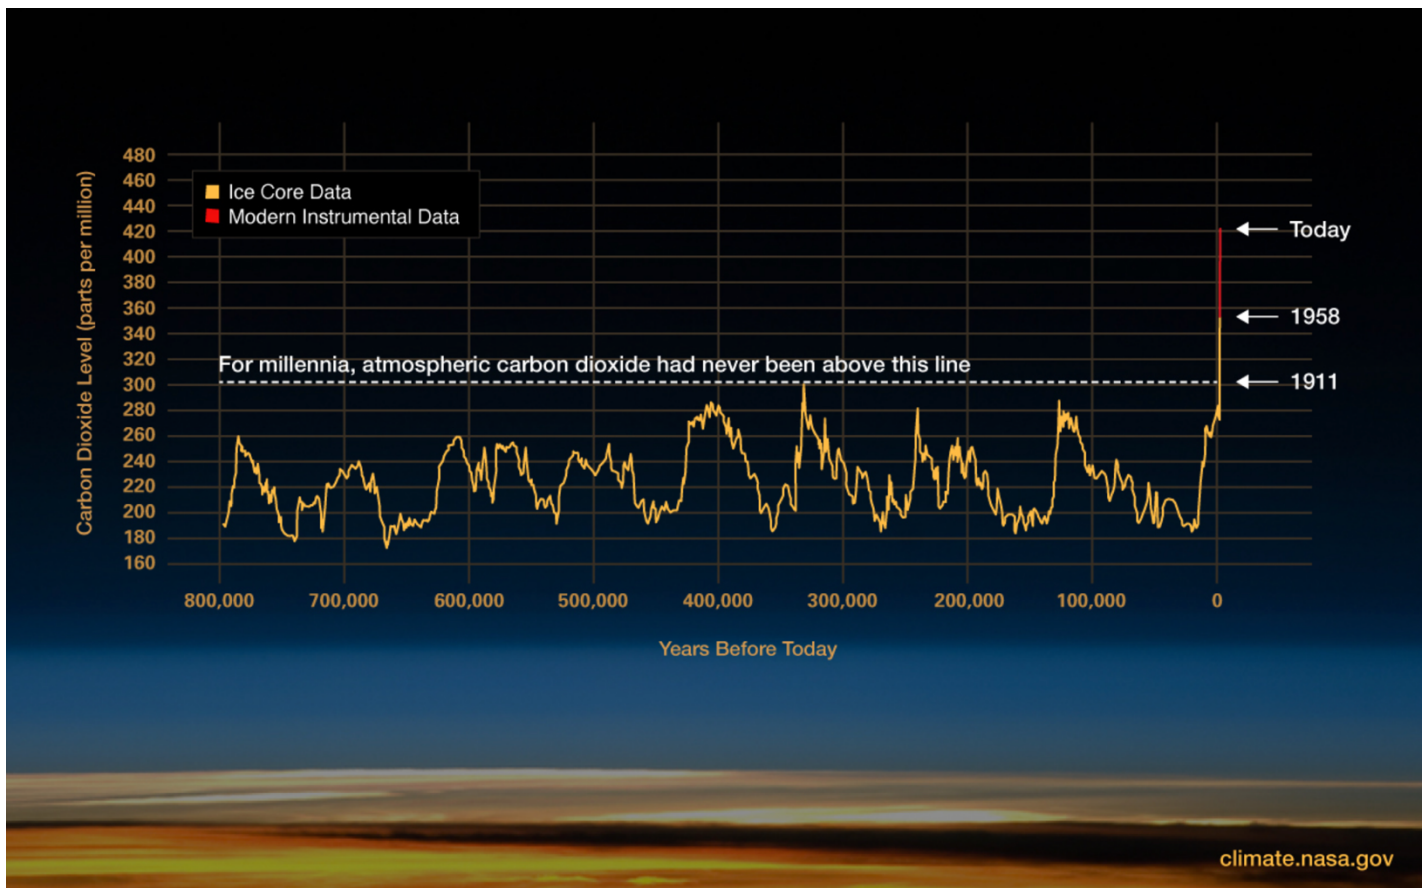 480
460
440
420
400
380
360
340
320
300
280
260
240
220
200
180
160
Carbon Dioxide Level (parts per million)
Ice Core Data
Modern Instrumental Data
For millennia, atmospheric carbon dioxide had never been above this line
Today
1958
1911
800,000 700,000 600,000 500,000 400,000 300,000 200,000 100,000 0
Years Before Today
climate.nasa.gov